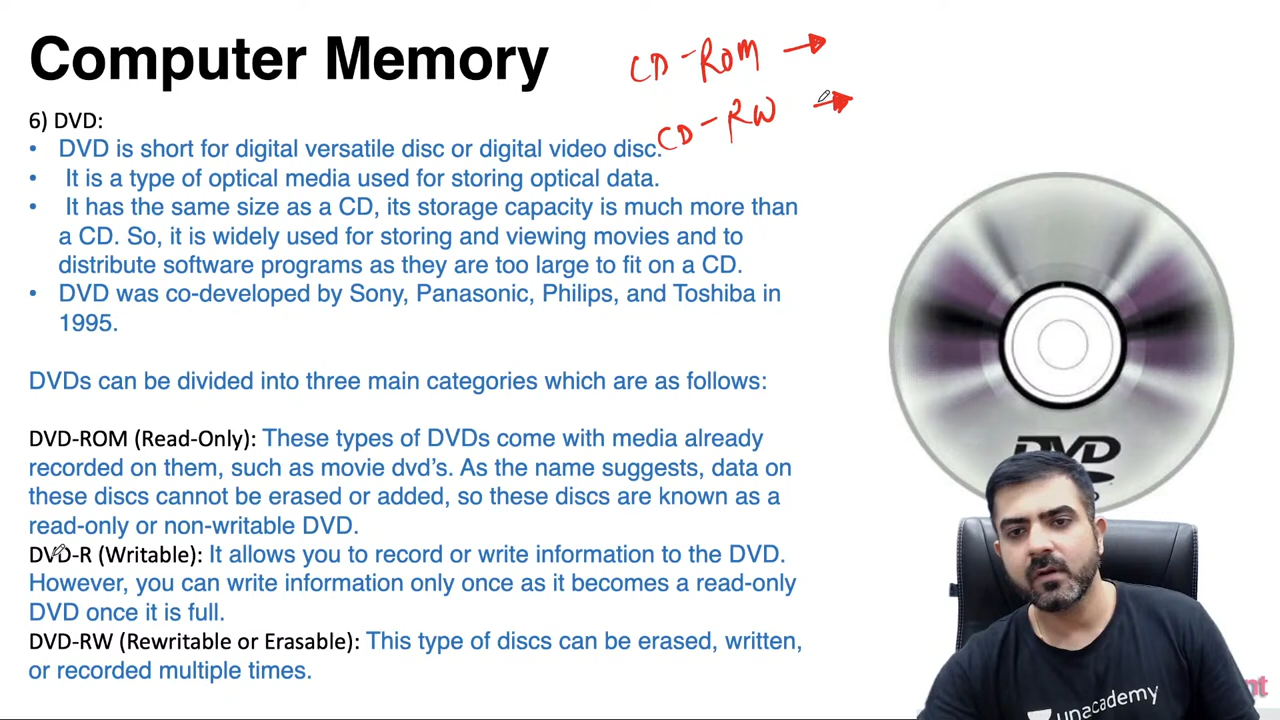 Computer Memory
CD-ROM →
CD-RW →
6) DVD:
• DVD is short for digital versatile disc or digital video disc.
• It is a type of optical media used for storing optical data.
• It has the same size as a CD, its storage capacity is much more than
a CD. So, it is widely used for storing and viewing movies and to
distribute software programs as they are too large to fit on a CD.
• DVD was co-developed by Sony, Panasonic, Philips, and Toshiba in
1995.
DVDs can be divided into three main categories which are as follows:
DVD-ROM (Read-Only): These types of DVDs come with media already
recorded on them, such as movie dvd's. As the name suggests, data on
these discs cannot be erased or added, so these discs are known as a
read-only or non-writable DVD.
DVD-R (Writable): It allows you to record or write information to the DVD.
However, you can write information only once as it becomes a read-only
DVD once it is full.
DVD-RW (Rewritable or Erasable): This type of discs can be erased, written,
or recorded multiple times.
DVD
unacademy